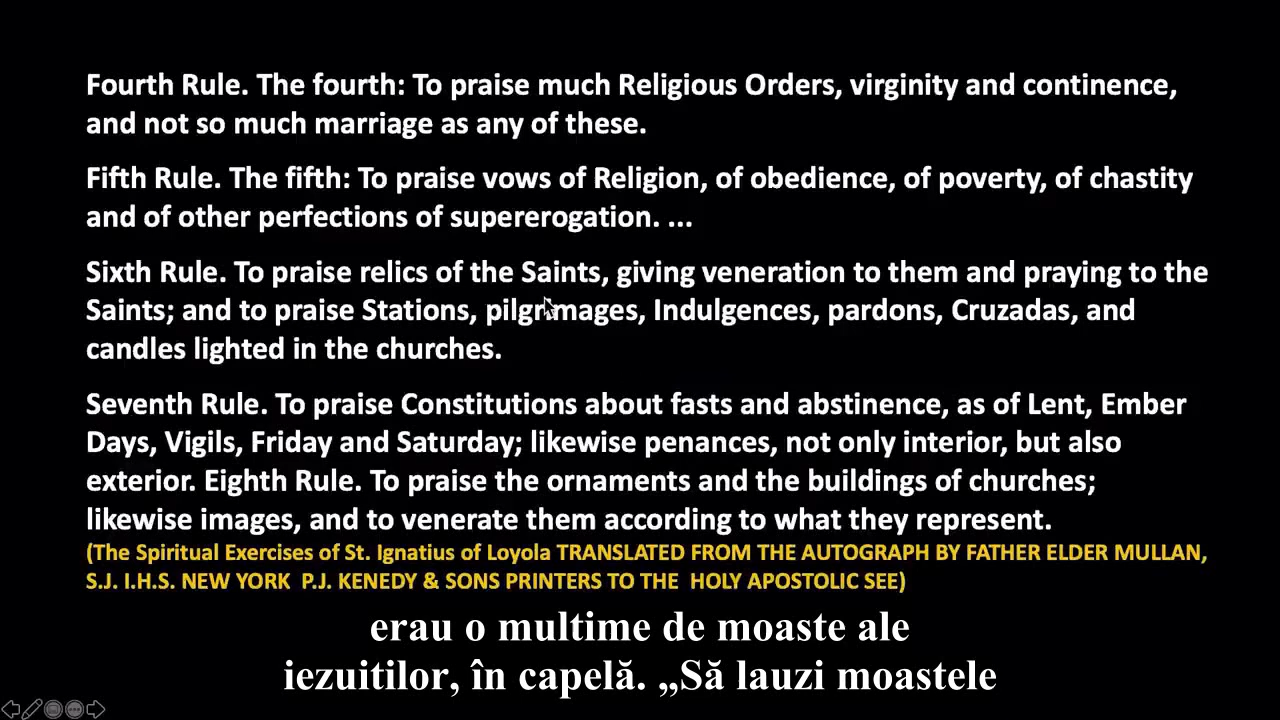 Fourth Rule. The fourth: To praise much Religious Orders, virginity and continence,
and not so much marriage as any of these.
Fifth Rule. The fifth: To praise vows of Religion, of obedience, of poverty, of chastity
and of other perfections of supererogation. ...
Sixth Rule. To praise relics of the Saints, giving veneration to them and praying to the
Saints; and to praise Stations, pilgrimages, Indulgences, pardons, Cruzadas, and
candles lighted in the churches.
Seventh Rule. To praise Constitutions about fasts and abstinence, as of Lent, Ember
Days, Vigils, Friday and Saturday; likewise penances, not only interior, but also
exterior. Eighth Rule. To praise the ornaments and the buildings of churches;
likewise images, and to venerate them according to what they represent.
(The Spiritual Exercises of St. Ignatius of Loyola TRANSLATED FROM THE AUTOGRAPH BY FATHER ELDER MULLAN,
S.J. I.H.S. NEW YORK P.J. KENEDY & SONS PRINTERS TO THE HOLY APOSTOLIC SEE)
erau o multime de moaste ale
iezuitilor, în capelă. „Să lauzi moastele